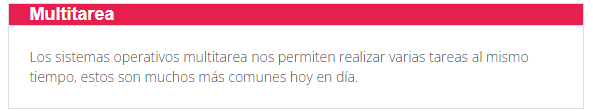 Multitarea
Los sistemas operativos multitarea nos permiten realizar varias tareas al mismo
tiempo, estos son muchos más comunes hoy en día.